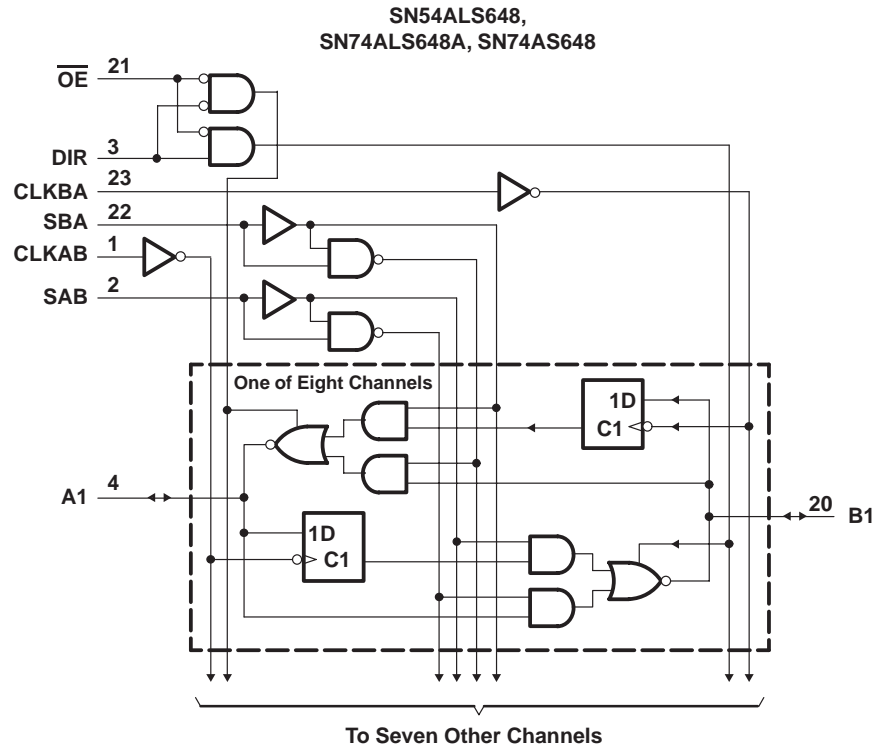 SN54ALS648,
SN74ALS648A, SN74AS648
OE 21
DIR 3
CLKBA 23
SBA 22
CLKAB 1
SAB 2
One of Eight Channels
1D
C1
A1 4
20 B1
1D
C1
To Seven Other Channels